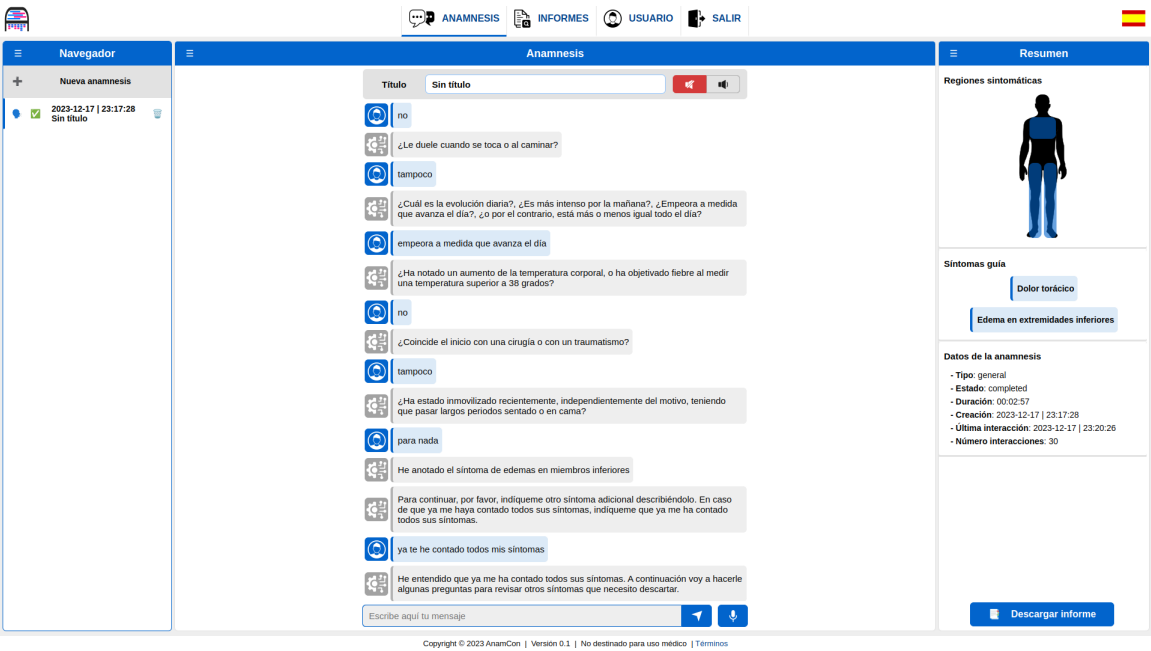 ANAMNESIS
INFORMES
USUARIO
SALIR
Navegador
Nueva anamnesis
2023-12-17 | 23:17:28
Sin título
Anamnesis
Título
Sin título
no
¿Le duele cuando se toca o al caminar?
tampoco
¿Cuál es la evolución diaria?, ¿Es más intenso por la mañana?, ¿Empeora a medida
que avanza el día?, ¿o por el contrario, está más o menos igual todo el día?
empeora a medida que avanza el día
¿Ha notado un aumento de la temperatura corporal, o ha objetivado fiebre al medir
una temperatura superior a 38 grados?
no
¿Coincide el inicio con una cirugía o con un traumatismo?
tampoco
¿Ha estado inmovilizado recientemente, independientemente del motivo, teniendo
que pasar largos periodos sentado o en cama?
para nada
He anotado el síntoma de edemas en miembros inferiores
Para continuar, por favor, indíqueme otro síntoma adicional describiéndolo. En caso
de que ya me haya contado todos sus síntomas, indíqueme que ya me ha contado
todos sus síntomas.
ya te he contado todos mis síntomas
He entendido que ya me ha contado todos sus síntomas. A continuación voy a hacerle
algunas preguntas para revisar otros síntomas que necesito descartar.
Escribe aquí tu mensaje
Resumen
Regiones sintomáticas
Síntomas guía
Dolor torácico
Edema en extremidades inferiores
Datos de la anamnesis
- Tipo: general
- Estado: completed
- Duración: 00:02:57
- Creación: 2023-12-17 | 23:17:28
- Última interacción: 2023-12-17 | 23:20:26
- Número interacciones: 30
Descargar informe
Copyright © 2023 AnamCon | Versión 0.1 | No destinado para uso médico | Términos